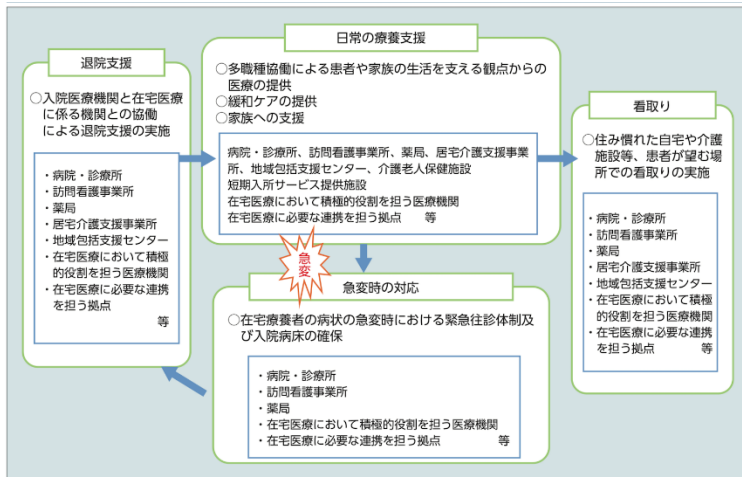 退院支援
○入院医療機関と在宅医療
に係る機関との協働
による退院支援の実施
・病院・診療所
・訪問看護事業所
・薬局
・居宅介護支援事業所
・地域包括支援センター
・在宅医療において積極
的役割を担う医療機関
・在宅医療に必要な連携
を担う拠点
等
日常の療養支援
○多職種協働による患者や家族の生活を支える観点からの
医療の提供
○緩和ケアの提供
○家族への支援
病院・診療所、訪問看護事業所、薬局、居宅介護支援事業
所、地域包括支援センター、介護老人保健施設
短期入所サービス提供施設
在宅医療において積極的役割を担う医療機関
在宅医療に必要な連携を担う拠点　等
急変
急変時の対応
○在宅療養者の病状の急変時における緊急往診体制及
び入院病床の確保
・病院・診療所
・訪問看護事業所
・薬局
・在宅医療において積極的役割を担う医療機関
・在宅医療に必要な連携を担う拠点　等
看取り
○住み慣れた自宅や介護
施設等、患者が望む場
所での看取りの実施
・病院・診療所
・訪問看護事業所
・薬局
・居宅介護支援事業所
・地域包括支援センター
・在宅医療において積極
的役割を担う医療機関
・在宅医療に必要な連携
を担う拠点　等